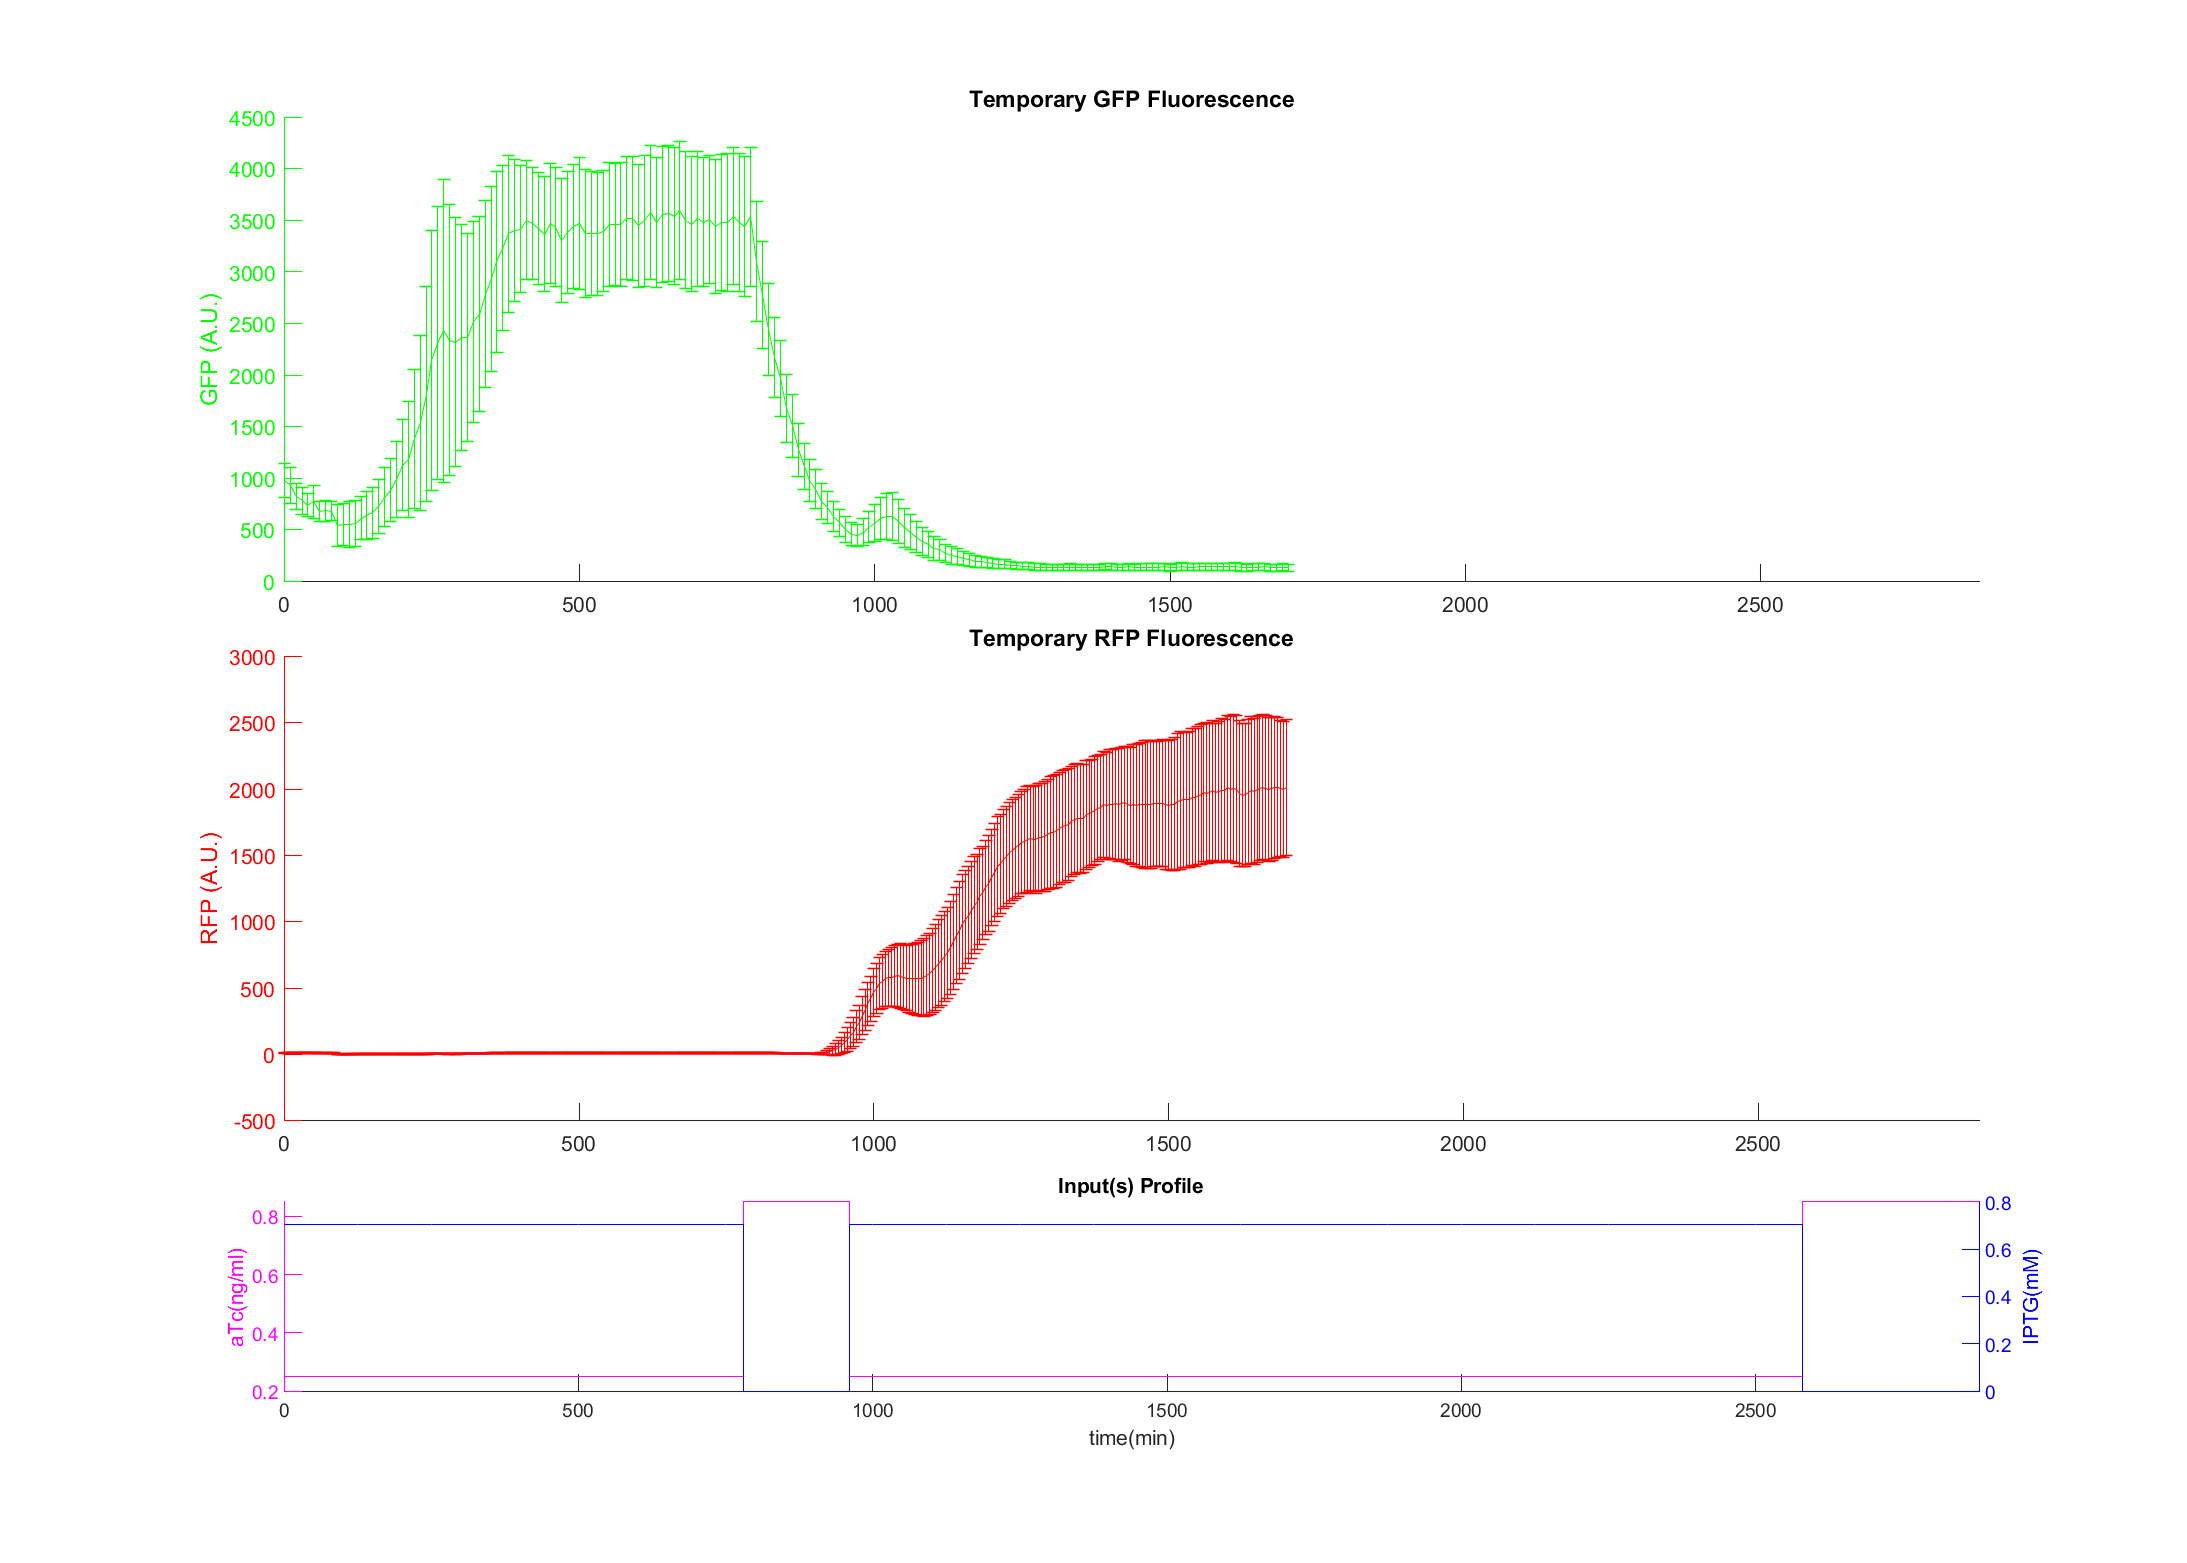 Temporary GFP Fluorescence
4500
4000
3500
3000
2500
2000
1500
1000
500
0
GFP (A.U.)
0 500 1000 1500 2000 2500
Temporary RFP Fluorescence
3000
2500
2000
1500
1000
500
0
-500
RFP (A.U.)
0 500 1000 1500 2000 2500
Input(s) Profile
0.8
0.6
0.4
0.2
aTc(ng/ml)
0.8
0.6
0.4
0.2
0
IPTG(mM)
0 500 1000 1500 2000 2500
time(min)